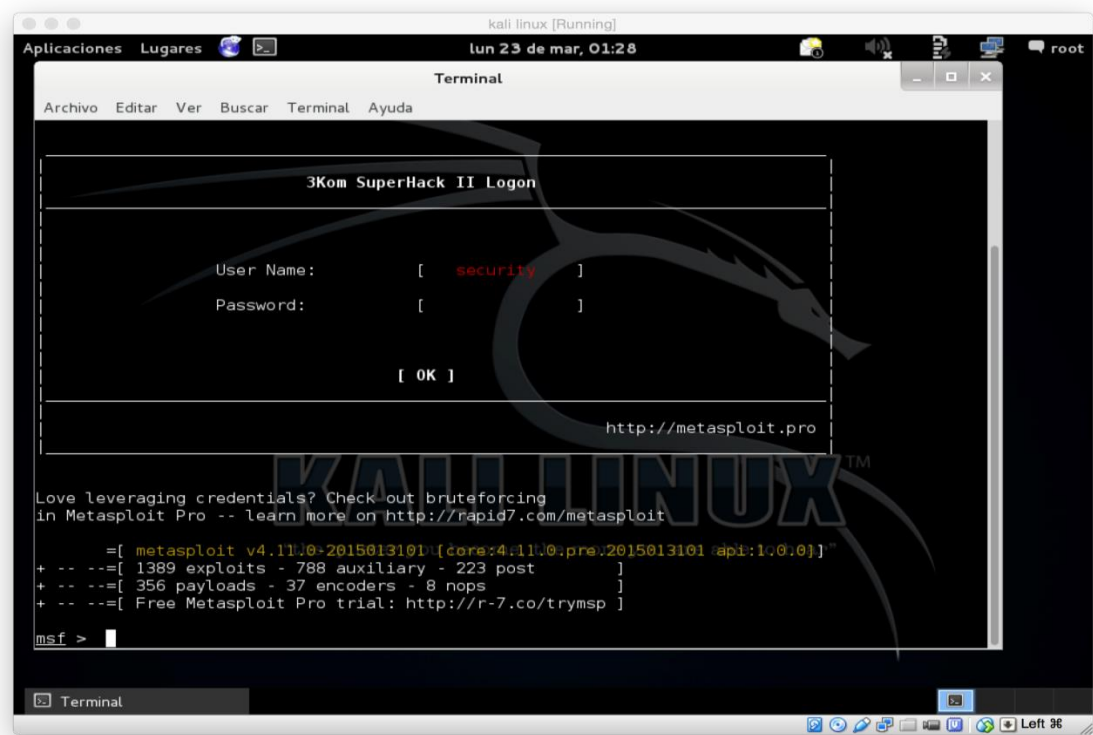 kali linux [Running]
Aplicaciones Lugares lun 23 de mar, 01:28 root
Terminal
Archivo Editar Ver Buscar Terminal Ayuda
3Kom SuperHack II Logon
User Name: [ security ]
Password: [ ]
[ OK ]
http://metasploit.pro
KALI LINUX™
Love leveraging credentials? Check out bruteforcing
in Metasploit Pro -- learn more on http://rapid7.com/metasploit
=[ metasploit v4.11.0-2015013101 [core:4.11.0.pre.2015013101 api:1.0.0]]
+ -- --=[ 1389 exploits - 788 auxiliary - 223 post ]
+ -- --=[ 356 payloads - 37 encoders - 8 nops ]
+ -- --=[ Free Metasploit Pro trial: http://r-7.co/trymsp ]
msf >
Terminal
Left ⌘